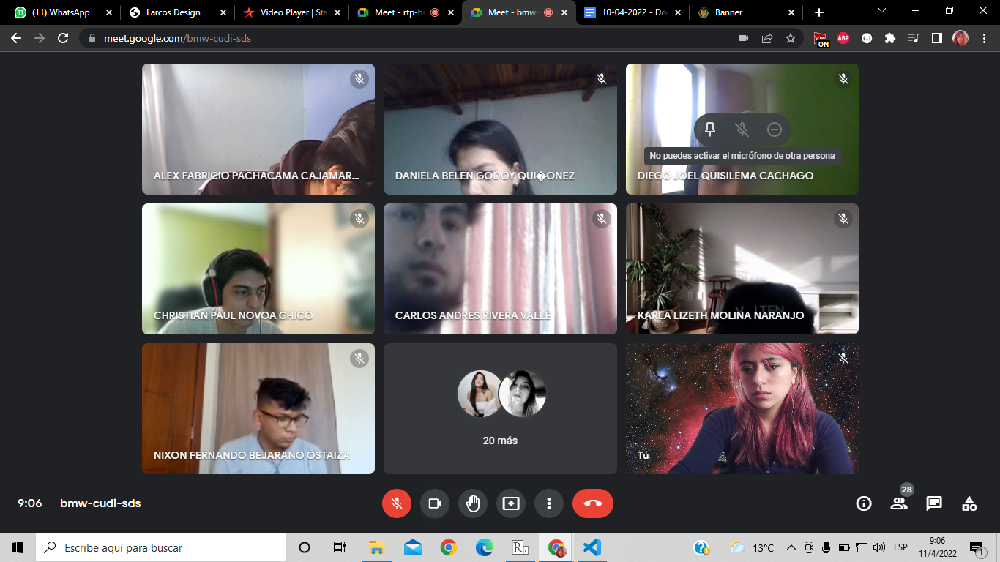 (11) WhatsApp
Larcos Design
Video Player | Sta
Meet - rtp-h
Meet - bmw-
10-04-2022 - Do
Banner
meet.google.com/bmw-cudi-sds
ON
ABP
ALEX FABRICIO PACHACAMA CAJAMAR...
DANIELA BELEN GODOY QUI�ONEZ
No puedes activar el micrófono de otra persona
DIEGO JOEL QUISILEMA CACHAGO
CHRISTIAN PAUL NOVOA CHICO
CARLOS ANDRES RIVERA VALLE
KARLA LIZETH MOLINA NARANJO
NIXON FERNANDO BEJARANO OSTAIZA
20 más
Tú
9:06 | bmw-cudi-sds
28
Escribe aquí para buscar
13°C
ESP
9:06
11/4/2022
1